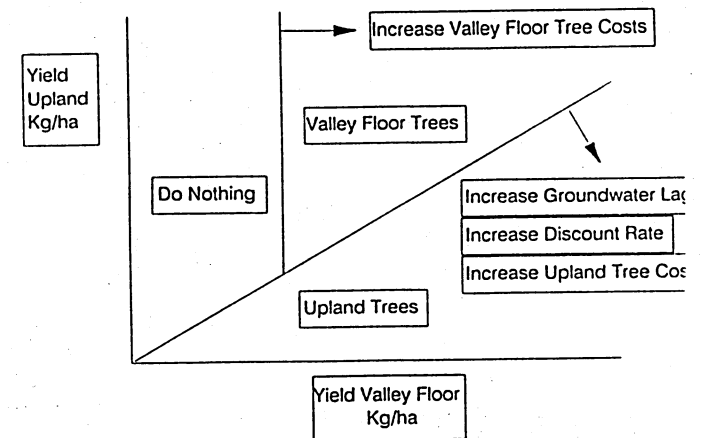 Increase Valley Floor Tree Costs
Yield
Upland
Kg/ha
Valley Floor Trees
Do Nothing
Increase Groundwater
Increase Discount Rate
Increase Upland Tree
Upland Trees
Yield Valley Floor
Kg/ha